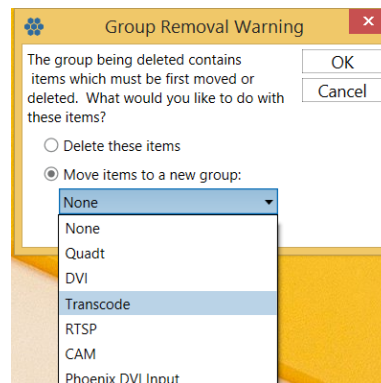 Group Removal Warning
The group being deleted contains
items which must be first moved or
deleted. What would you like to do with
these items?
OK
Cancel
Delete these items
Move items to a new group:
None
None
Quadt
DVI
Transcode
RTSP
CAM
Phoenix DVI Input